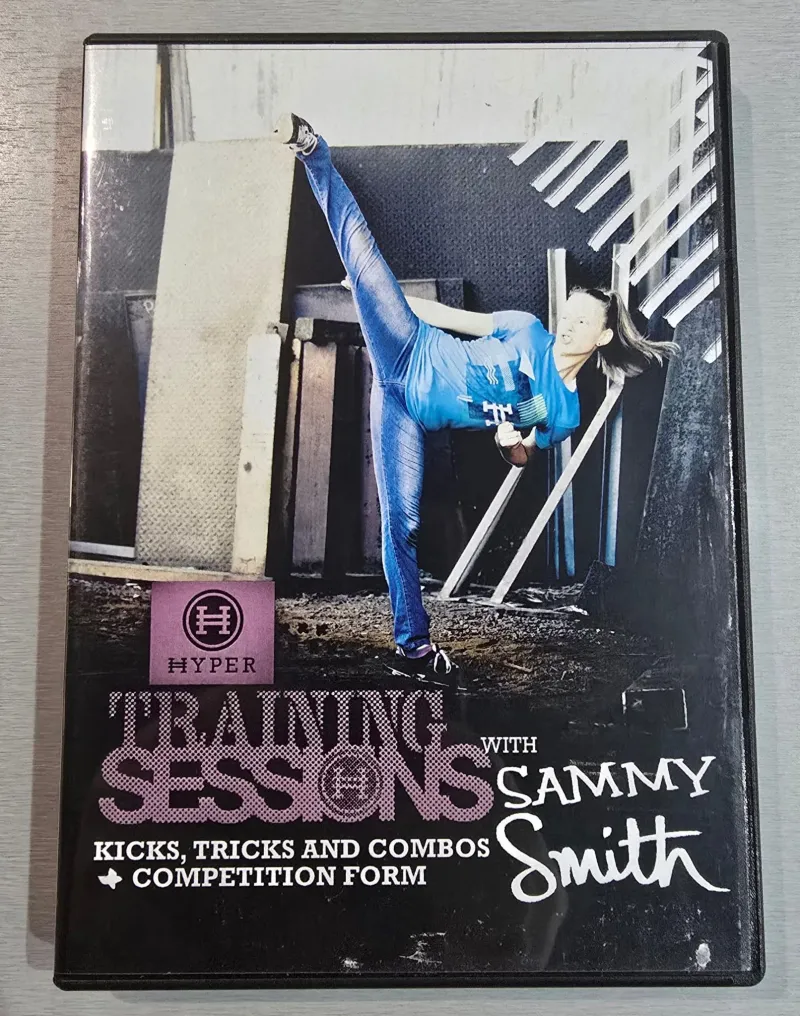 HYPER
TRAINING
SESSIONS
WITH
SAMMY
Smith
KICKS, TRICKS AND COMBOS
COMPETITION FORM